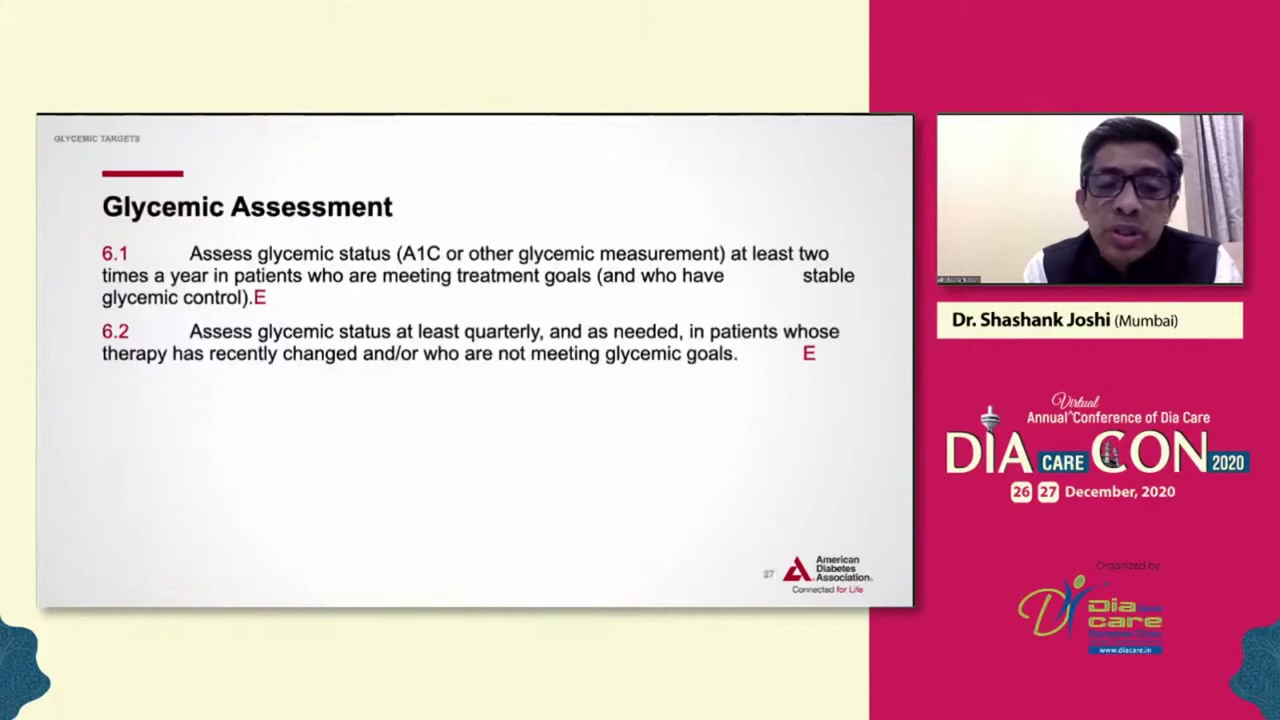 GLYCEMIC TARGETS
Glycemic Assessment
6.1 Assess glycemic status (A1C or other glycemic measurement) at least two
times a year in patients who are meeting treatment goals (and who have stable
glycemic control).E
6.2 Assess glycemic status at least quarterly, and as needed, in patients whose
therapy has recently changed and/or who are not meeting glycemic goals. E
27
American
Diabetes
Association.
Connected for Life
Dr. Shashank Joshi (Mumbai)
Virtual
Annual^Conference of Dia Care
DIA CARE CON 2020
26 27 December, 2020
Organized by
Dia
care
www.diacare.in